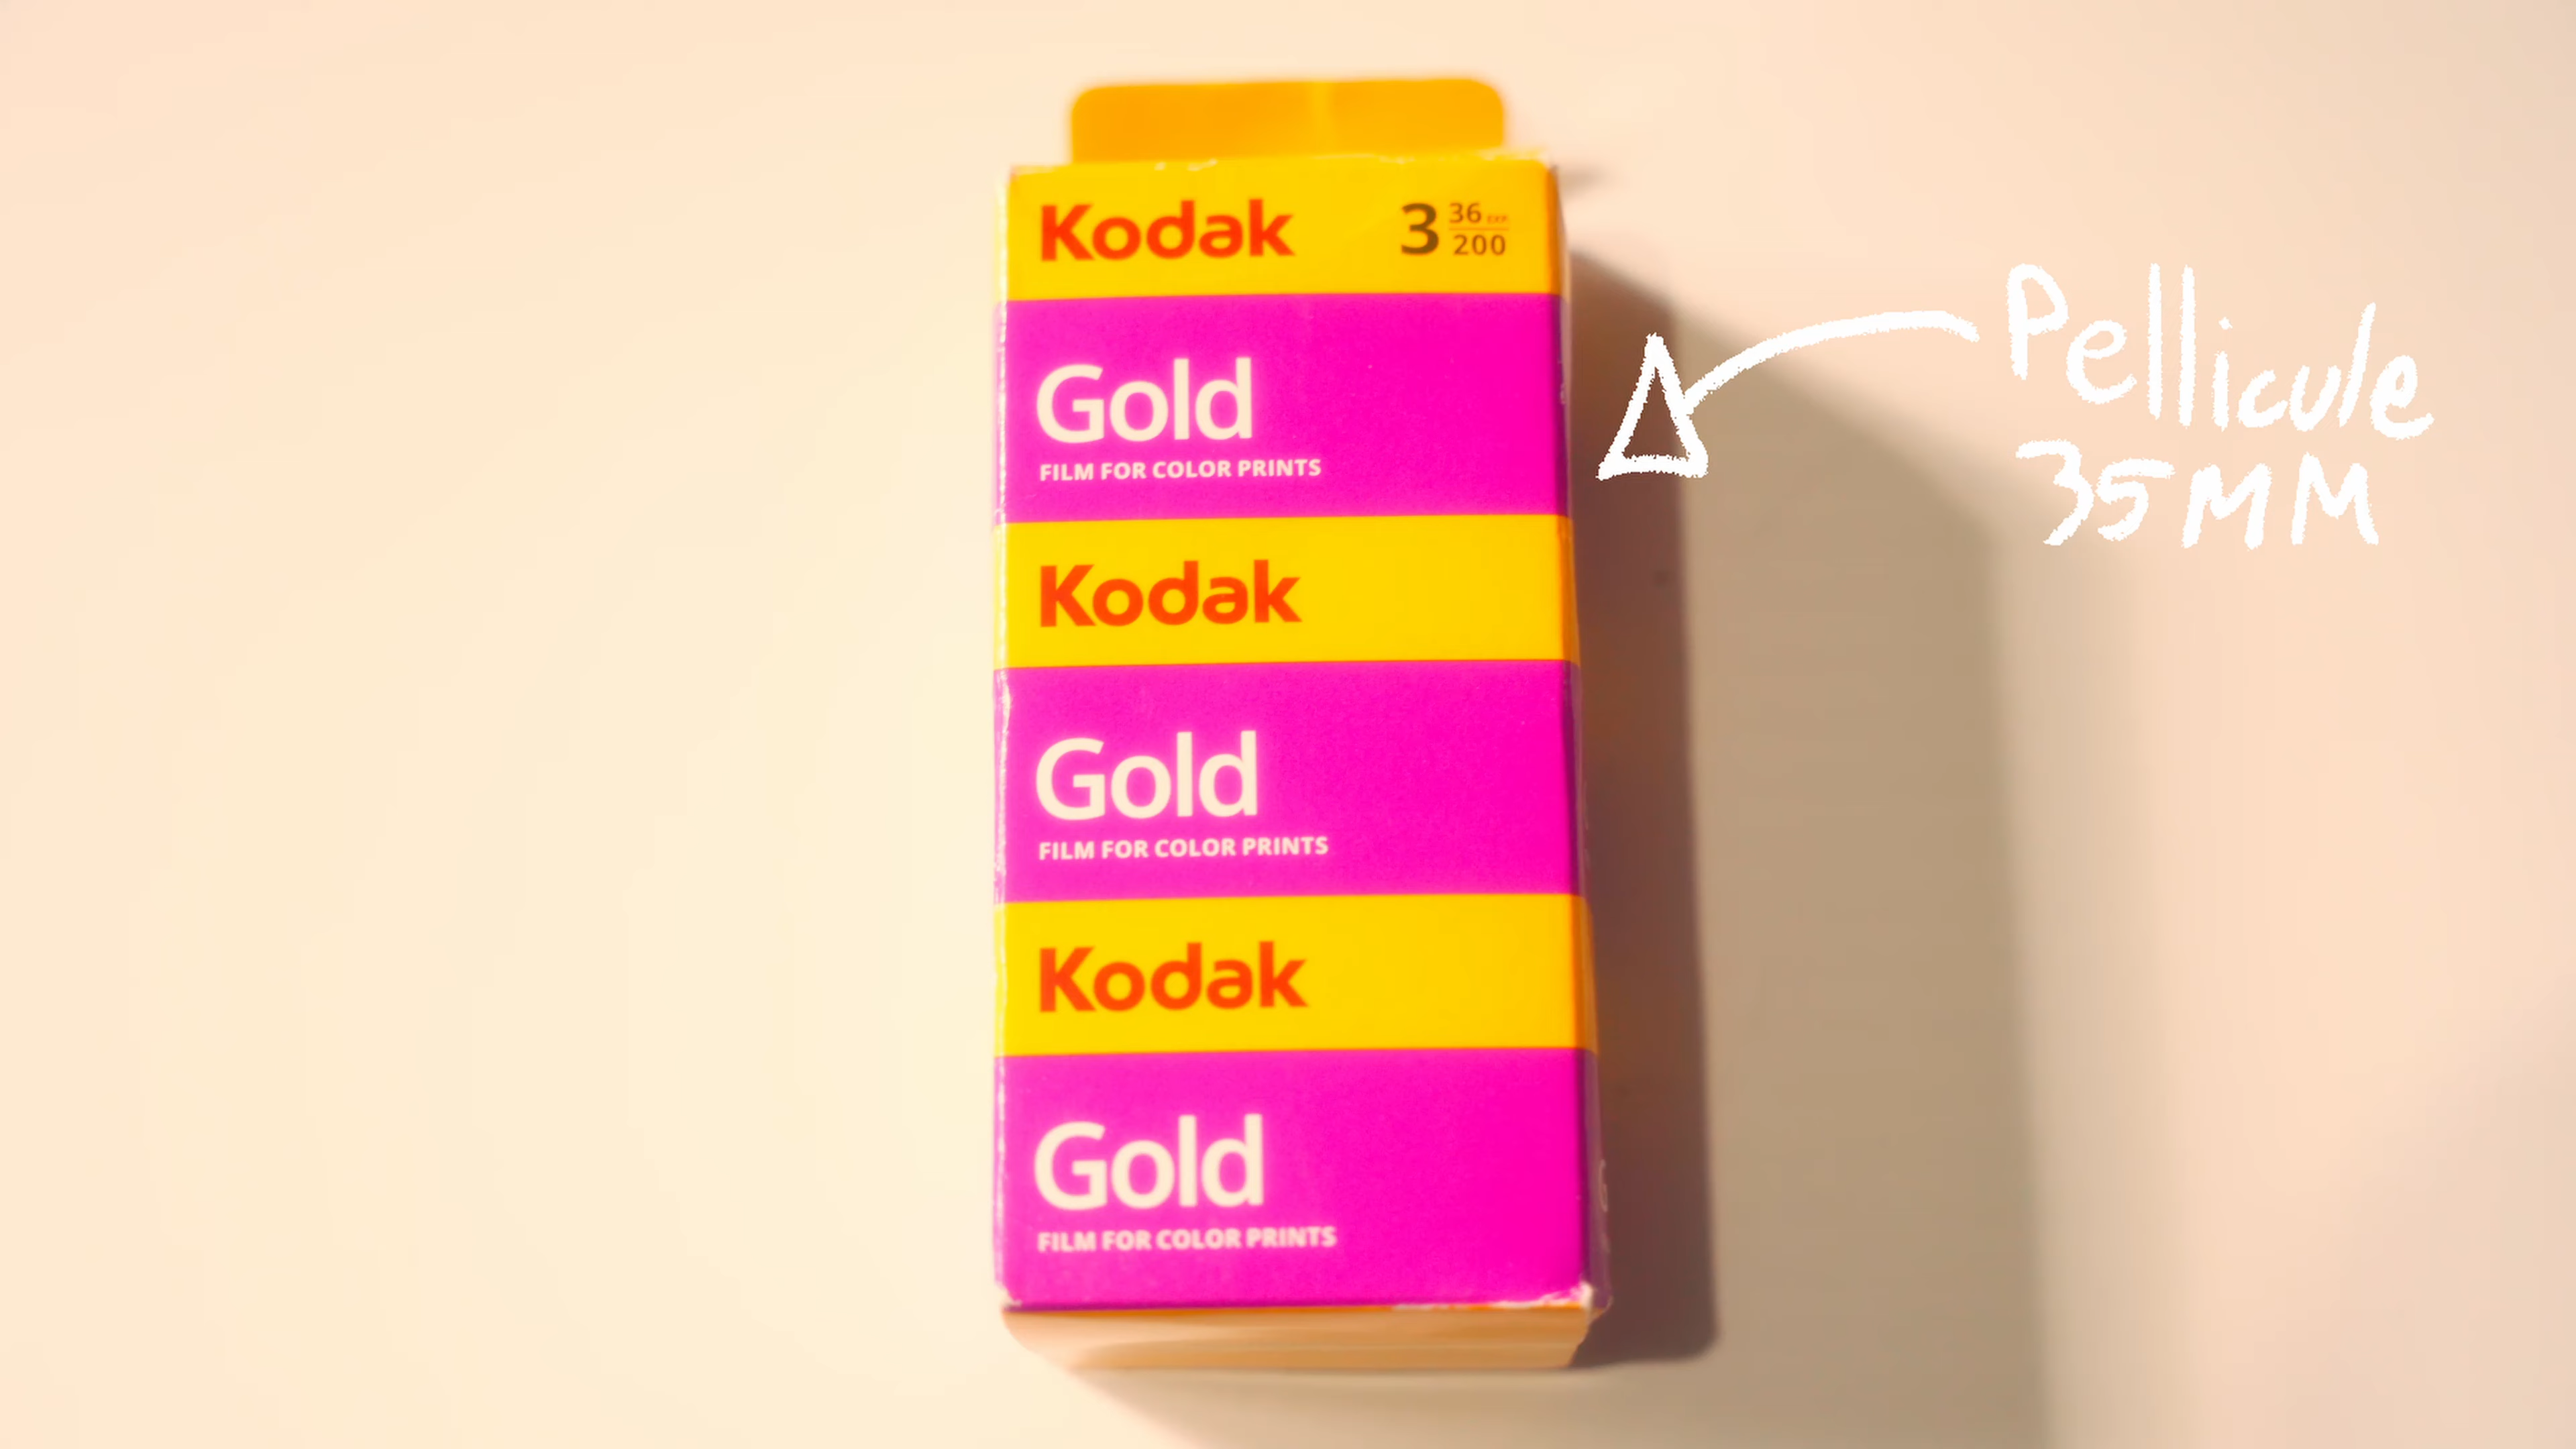 Kodak
3 36 EXP. 200
Gold
FILM FOR COLOR PRINTS
Kodak
Gold
FILM FOR COLOR PRINTS
Kodak
Gold
FILM FOR COLOR PRINTS
Pellicule
35MM